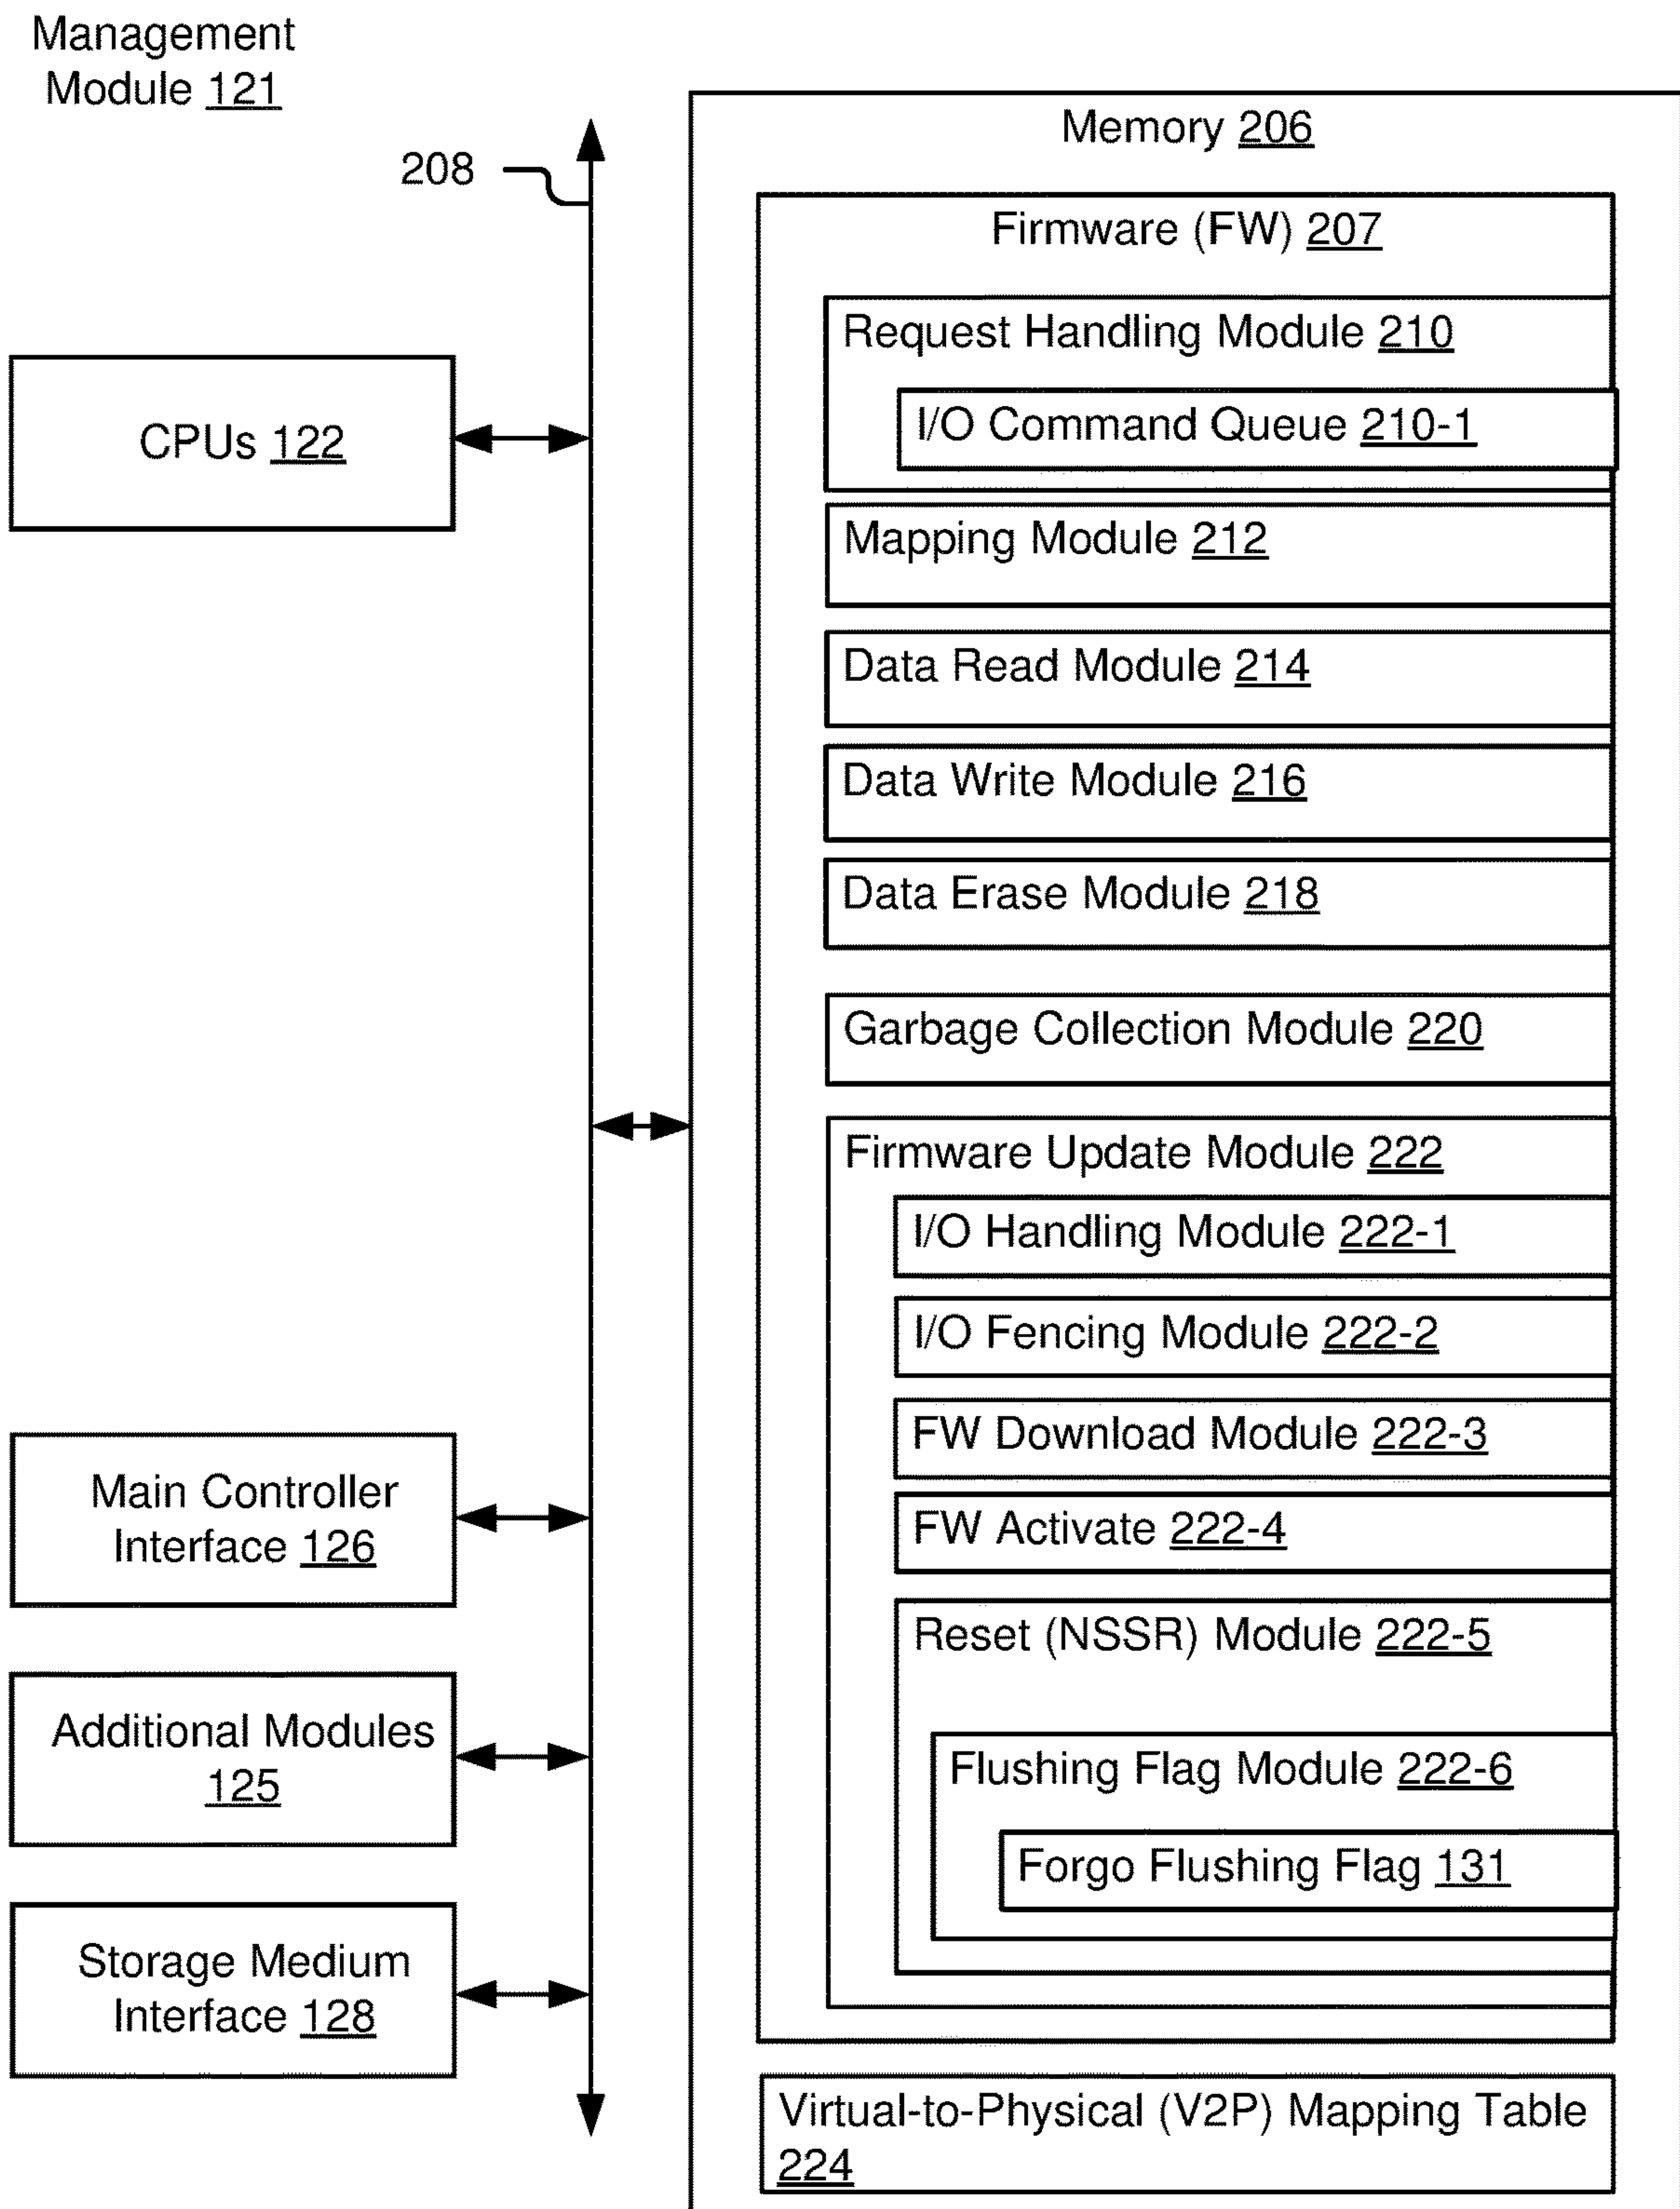 Management
Module 121
208
CPUs 122
Main Controller
Interface 126
Additional Modules
125
Storage Medium
Interface 128
Memory 206
Firmware (FW) 207
Request Handling Module 210
I/O Command Queue 210-1
Mapping Module 212
Data Read Module 214
Data Write Module 216
Data Erase Module 218
Garbage Collection Module 220
Firmware Update Module 222
I/O Handling Module 222-1
I/O Fencing Module 222-2
FW Download Module 222-3
FW Activate 222-4
Reset (NSSR) Module 222-5
Flushing Flag Module 222-6
Forgo Flushing Flag 131
Virtual-to-Physical (V2P) Mapping Table
224